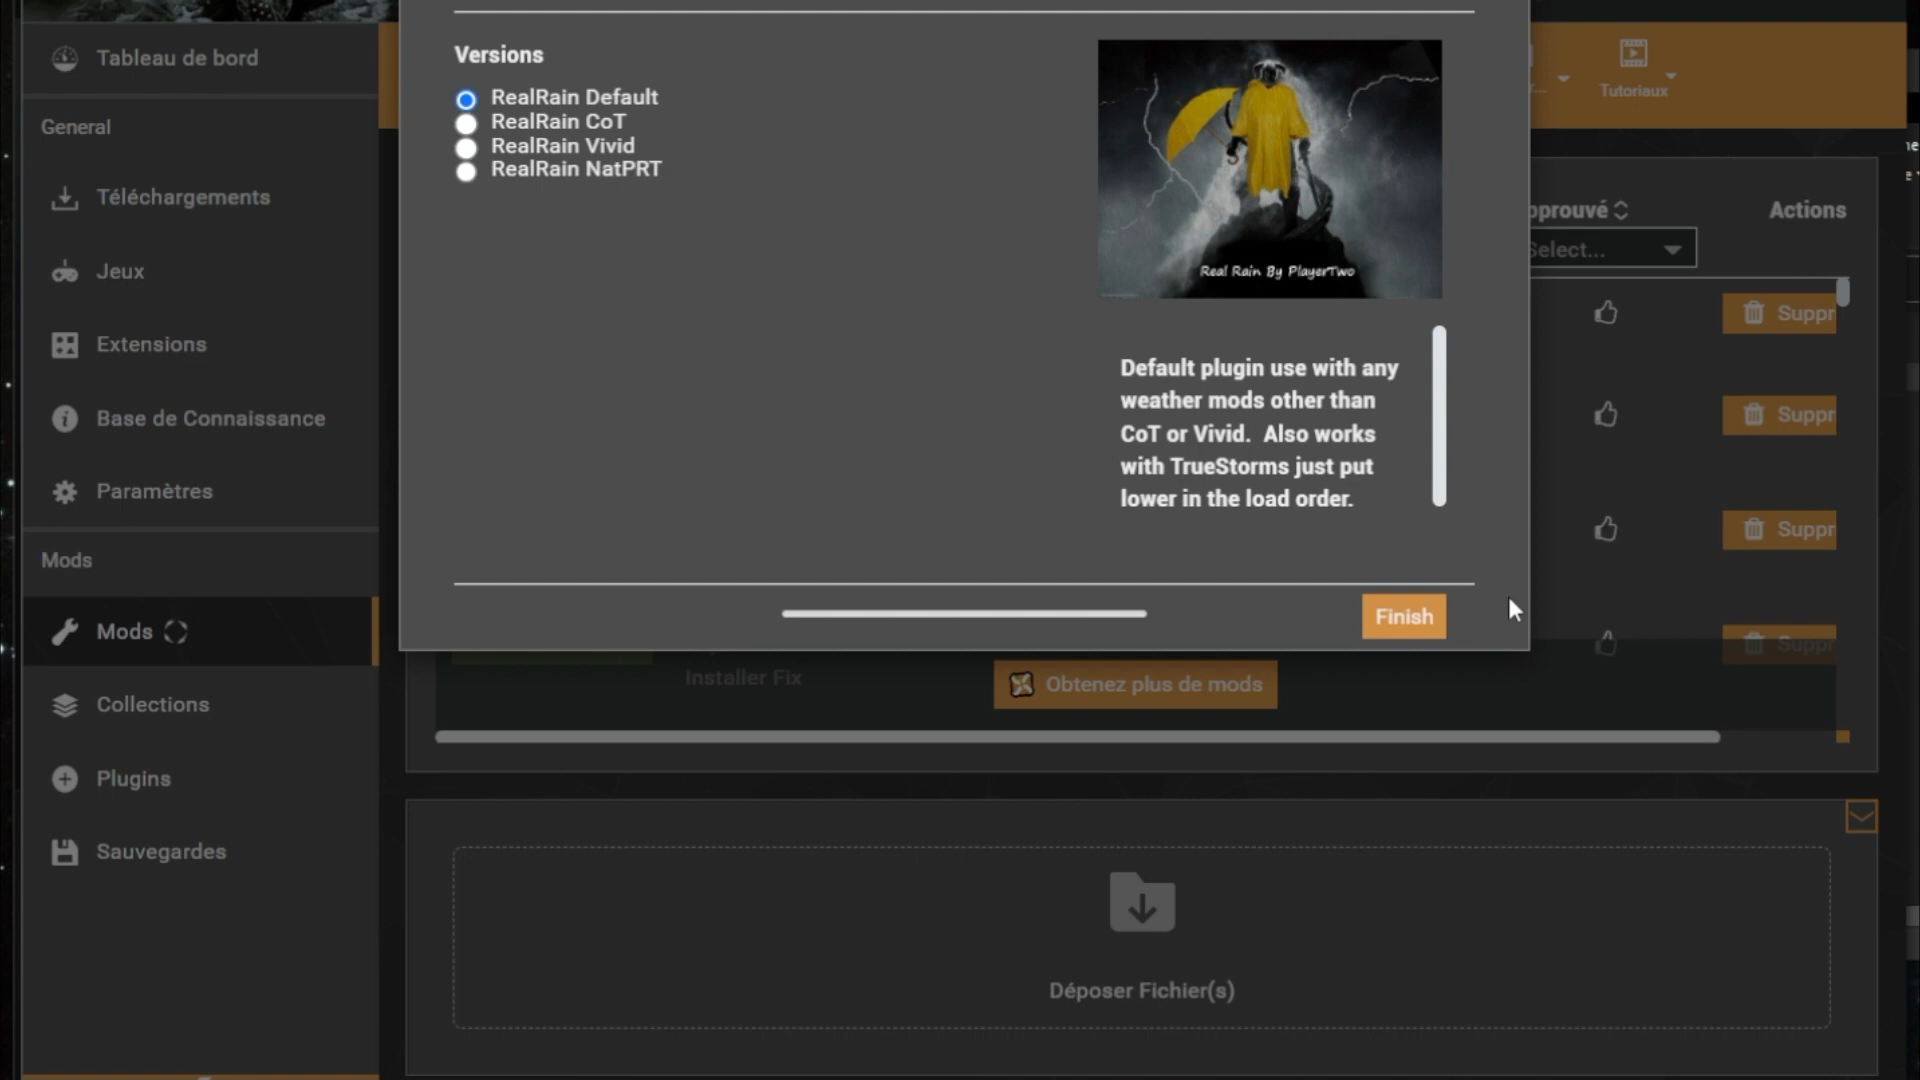 Tableau de bord
General
Téléchargements
Jeux
Extensions
Base de Connaissance
Paramètres
Mods
Mods
Collections
Plugins
Sauvegardes
Versions
RealRain Default
RealRain CoT
RealRain Vivid
RealRain NatPRT
Real Rain By PlayerTwo
Default plugin use with any
weather mods other than
CoT or Vivid. Also works
with TrueStorms just put
lower in the load order.
Finish
Tutoriaux
pprouvé
Actions
Select...
Suppr
Suppr
Suppr
Suppr
Installer Fix
Obtenez plus de mods
Déposer Fichier(s)